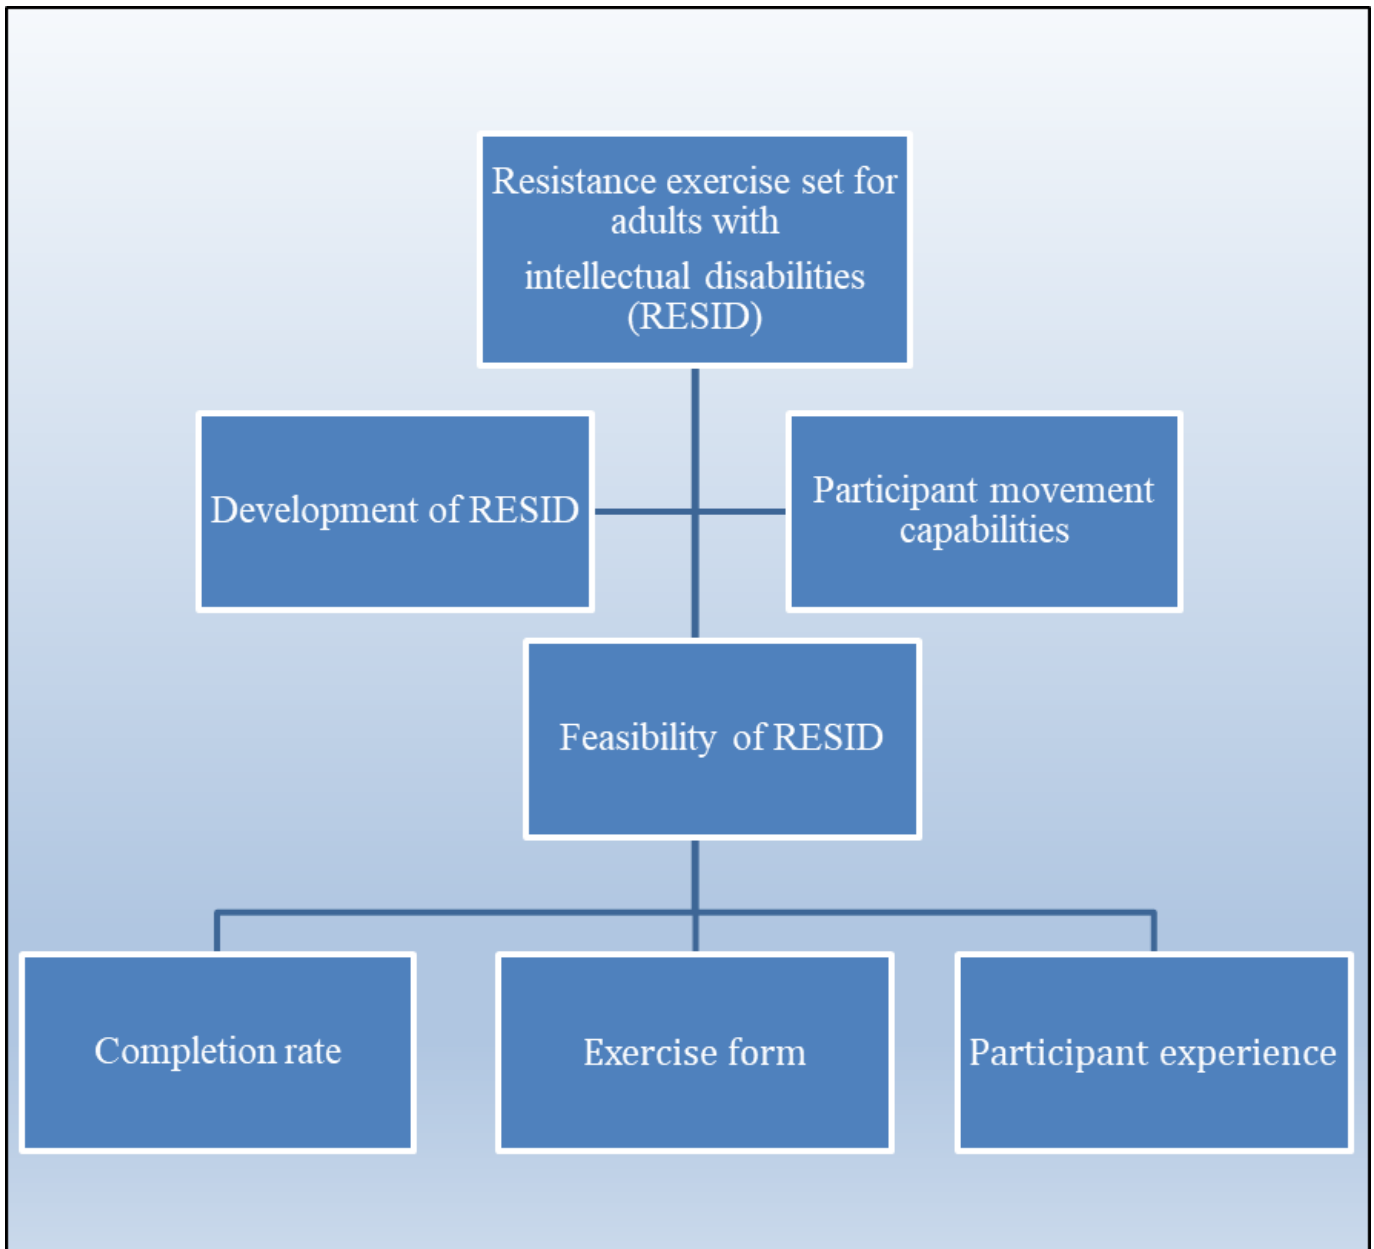 Resistance exercise set for
adults with
intellectual disabilities
(RESID)
Development of RESID
Participant movement
capabilities
Feasibility of RESID
Completion rate
Exercise form
Participant experience